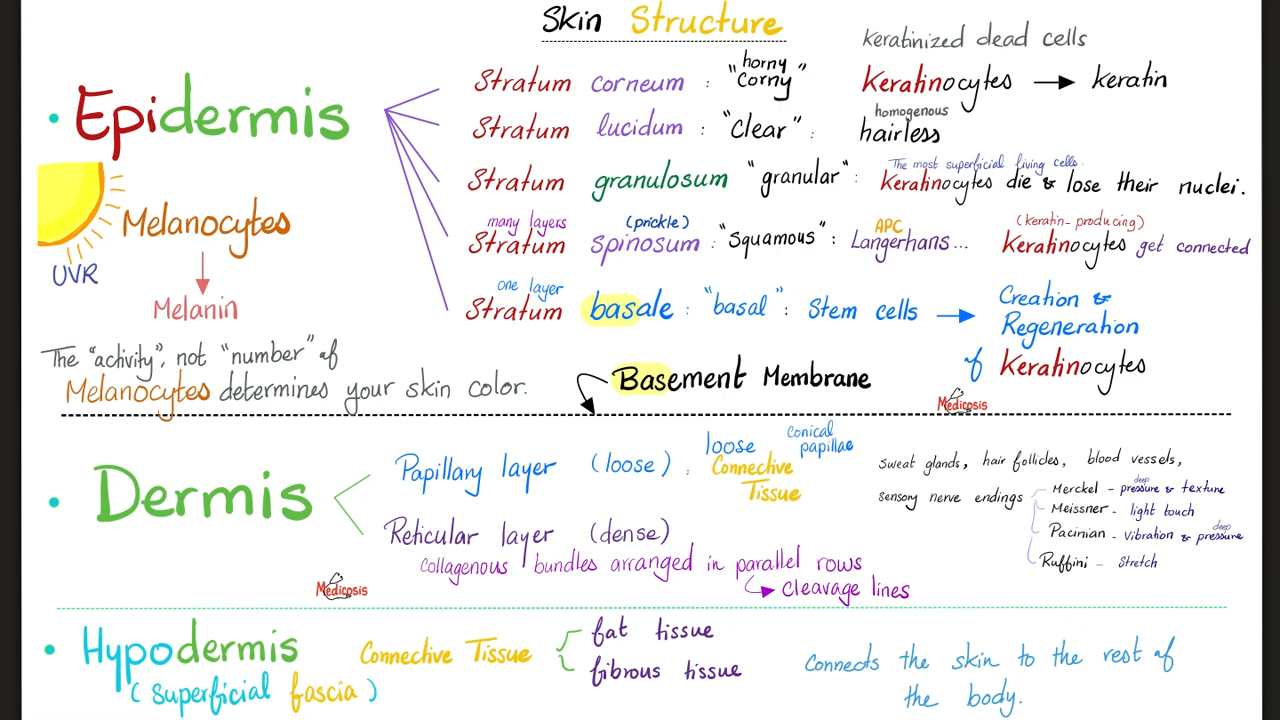 Skin Structure
• Epidermis
keratinized dead cells
Stratum corneum : "horny Corny" Keratinocytes → keratin
Stratum lucidum : "clear" : homogenous hairless
The most superficial living cells.
Stratum granulosum "granular" : Keratinocytes die & lose their nuclei.
many layers (prickle) APC (keratin-producing)
Stratum spinosum : "Squamous" : Langerhans... Keratinocytes get connected
one layer
Stratum basale : "basal" : Stem cells → Creation &
Regeneration
of Keratinocytes
UVR
Melanocytes
Melanin
The "activity", not "number" of
Melanocytes determines your skin color.
Basement Membrane
Medicosis
• Dermis
Papillary layer (loose) : loose Connective Tissue
conical papillae
Reticular layer (dense)
collagenous bundles arranged in parallel rows
→ cleavage lines
sweat glands, hair follicles, blood vessels,
sensory nerve endings
Merckel - deep pressure & texture
Meissner - light touch
Pacinian - vibration & deep pressure
Ruffini - stretch
Medicosis
• Hypodermis
(Superficial fascia)
Connective Tissue
fat tissue
fibrous tissue
Connects the skin to the rest of
the body.